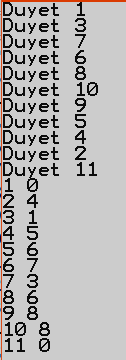 Duyet 1
Duyet 3
Duyet 7
Duyet 6
Duyet 8
Duyet 10
Duyet 9
Duyet 5
Duyet 4
Duyet 2
Duyet 11
1 0
2 4
3 1
4 5
5 6
6 7
7 3
8 6
9 8
10 8
11 0